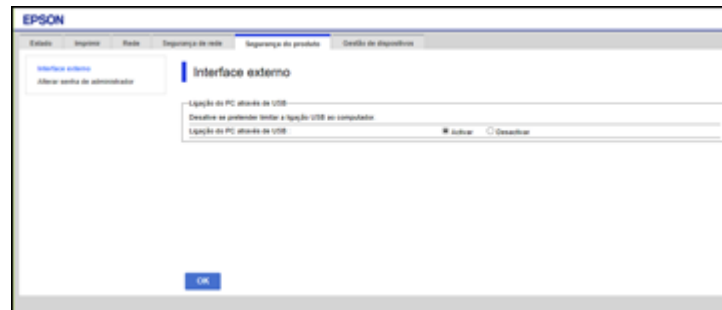 EPSON
Estado Imprimir Rede Segurança de rede Segurança do produto Gestão de dispositivos
Interface externo
Alterar senha de administrador
Interface externo
Ligação do PC através de USB
Desative se pretender limitar a ligação USB ao computador.
Ligação do PC através de USB Activar Desactivar
OK